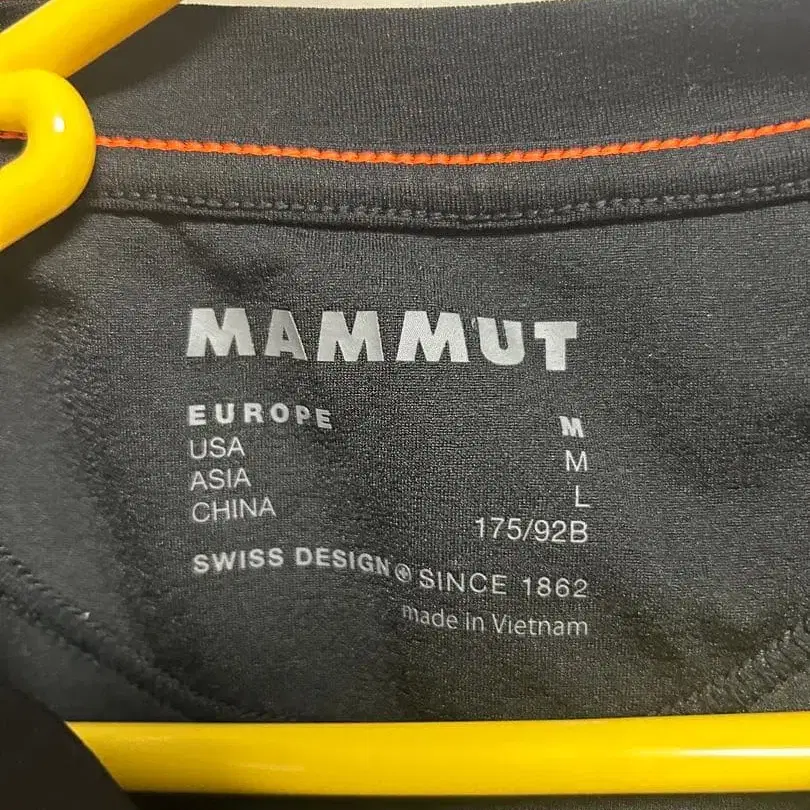 MAMMUT
EUROPE M
USA M
ASIA L
CHINA 175/92B
SWISS DESIGN SINCE 1862
made in Vietnam